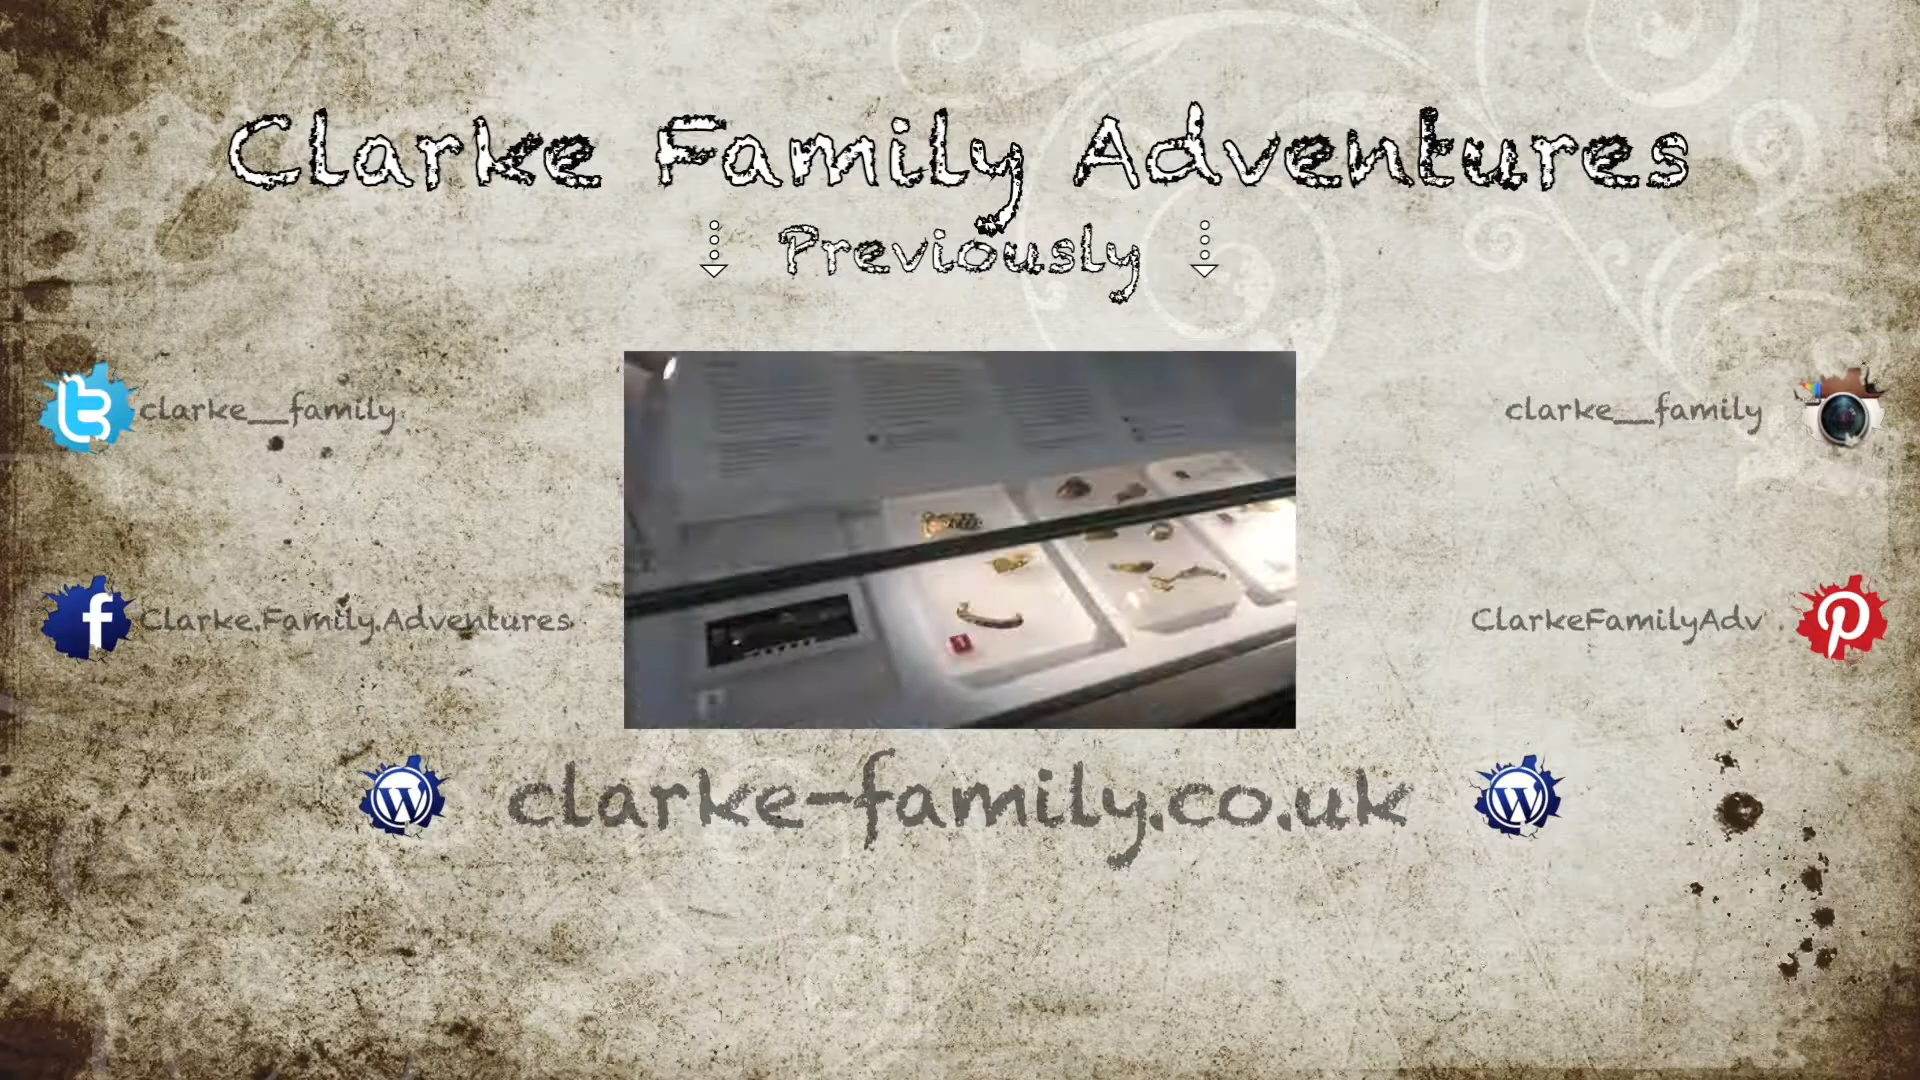 Clarke Family Adventures
Previously
clarke__family
clarke__family
Clarke.Family.Adventures
ClarkeFamilyAdv
clarke-family.co.uk